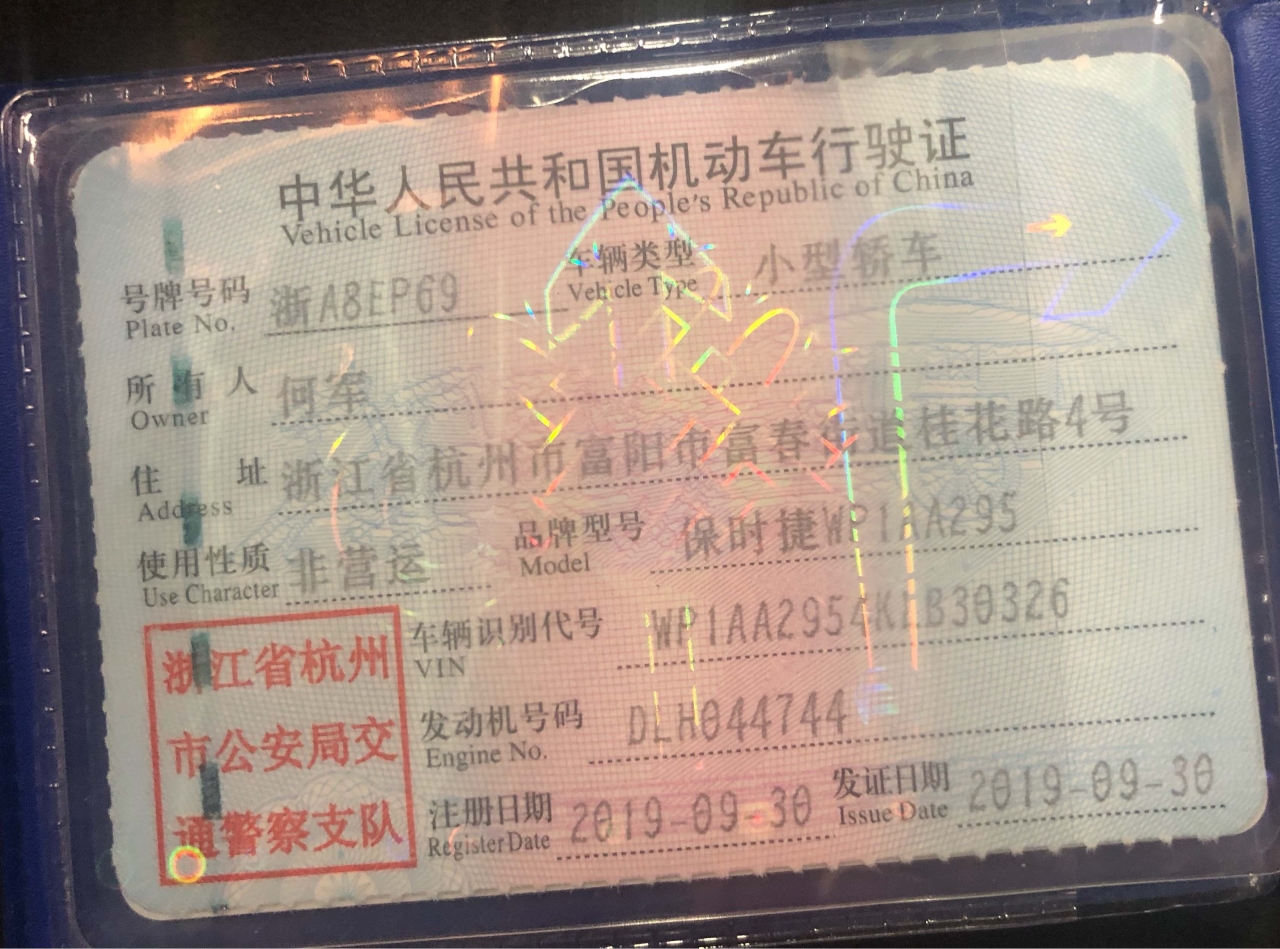 中华人民共和国机动车行驶证
Vehicle License of the People's Republic of China
号牌号码 浙A8EP69 车辆类型 小型轿车
Plate No. Vehicle Type
所有人 何军
Owner
住址 浙江省杭州市富阳市富春街道桂花路4号
Address
使用性质 非营运 品牌型号 保时捷WP1AA295
Use Character Model
浙江省杭州
市公安局交
通警察支队
车辆识别代号 WP1AA2954KLB30326
VIN
发动机号码 DLH044744
Engine No.
注册日期 2019-09-30 发证日期 2019-09-30
Register Date Issue Date